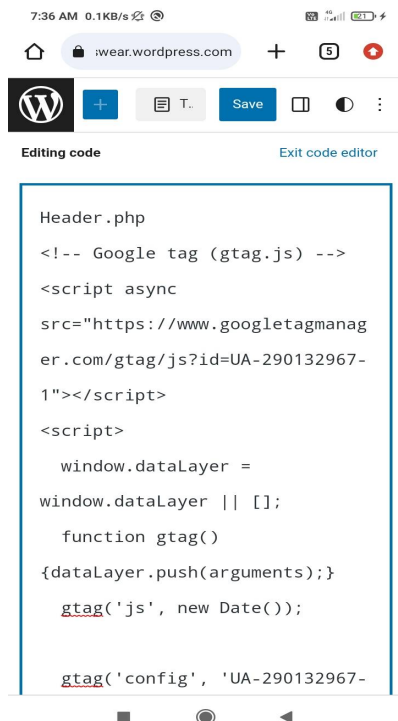 7:36 AM 0.1KB/s
4G
21
:wear.wordpress.com
5
T..
Save
Editing code
Exit code editor
Header.php
<!-- Google tag (gtag.js) -->
<script async
src="https://www.googletagmanag
er.com/gtag/js?id=UA-290132967-
1"></script>
<script>
window.dataLayer =
window.dataLayer || [];
function gtag()
{dataLayer.push(arguments);}
gtag('js', new Date());
gtag('config', 'UA-290132967-